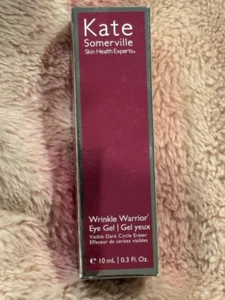 Kate
Somerville
Skin Health Experts™
Wrinkle Warrior®
Eye Gel | Gel yeux
Visible Dark Circle Eraser
Effaceur de cernes visibles
℮ 10 mL | 0.3 Fl. Oz.